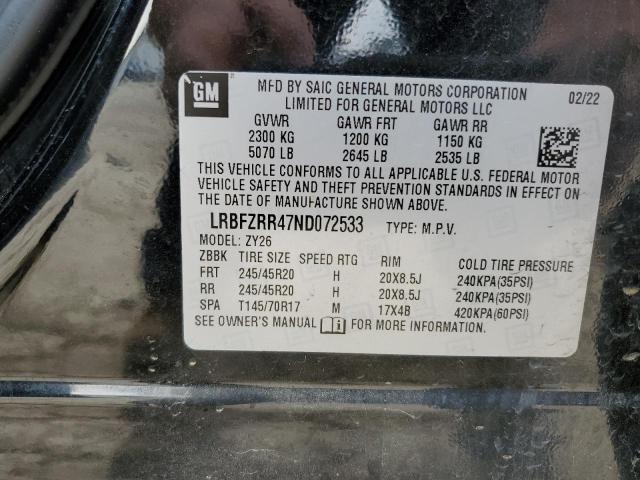 GM
MFD BY SAIC GENERAL MOTORS CORPORATION
LIMITED FOR GENERAL MOTORS LLC
02/22
GVWR GAWR FRT GAWR RR
2300 KG 1200 KG 1150 KG
5070 LB 2645 LB 2535 LB
THIS VEHICLE CONFORMS TO ALL APPLICABLE U.S. FEDERAL MOTOR
VEHICLE SAFETY AND THEFT PREVENTION STANDARDS IN EFFECT ON
THE DATE OF MANUFACTURE SHOWN ABOVE.
LRBFZRR47ND072533 TYPE: M.P.V.
MODEL: ZY26
ZBBK TIRE SIZE SPEED RTG RIM COLD TIRE PRESSURE
FRT 245/45R20 H 20X8.5J 240KPA(35PSI)
RR 245/45R20 H 20X8.5J 240KPA(35PSI)
SPA T145/70R17 M 17X4B 420KPA(60PSI)
SEE OWNER'S MANUAL FOR MORE INFORMATION.